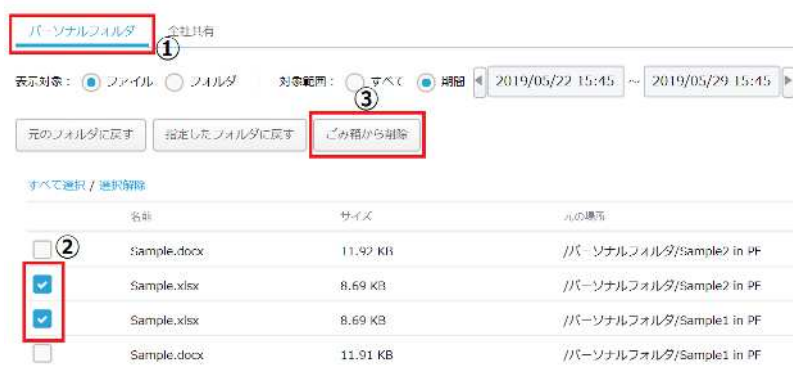 パーソナルフォルダ 全社共有
①
表示対象： ファイル フォルダ 対象範囲： すべて 期間 2019/05/22 15:45 ～ 2019/05/29 15:45
③
元のフォルダに戻す 指定したフォルダに戻す ごみ箱から削除
すべて選択 / 選択解除
名前 サイズ 元の場所
② Sample.docx 11.92 KB //パーソナルフォルダ/Sample2 in PF
Sample.xlsx 8.69 KB //パーソナルフォルダ/Sample2 in PF
Sample.xlsx 8.69 KB //パーソナルフォルダ/Sample1 in PF
Sample.docx 11.91 KB //パーソナルフォルダ/Sample1 in PF